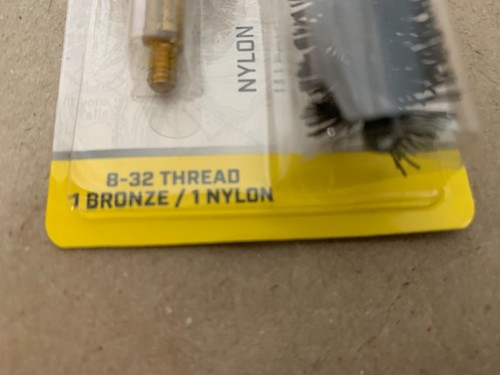 NYLON
8-32 THREAD
1 BRONZE / 1 NYLON